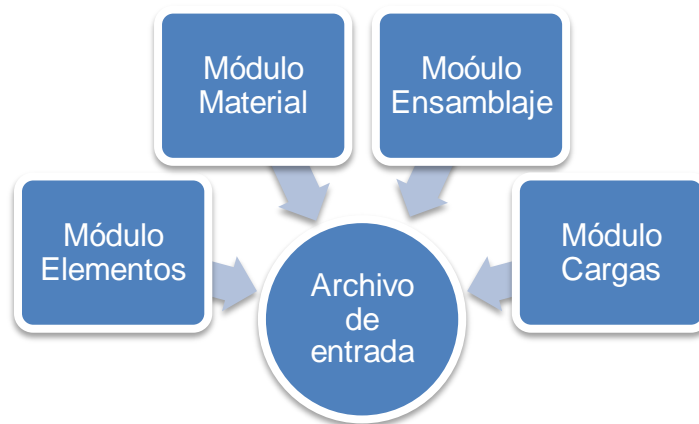 Módulo
Material
Moóulo
Ensamblaje
Módulo
Elementos
Módulo
Cargas
Archivo
de
entrada